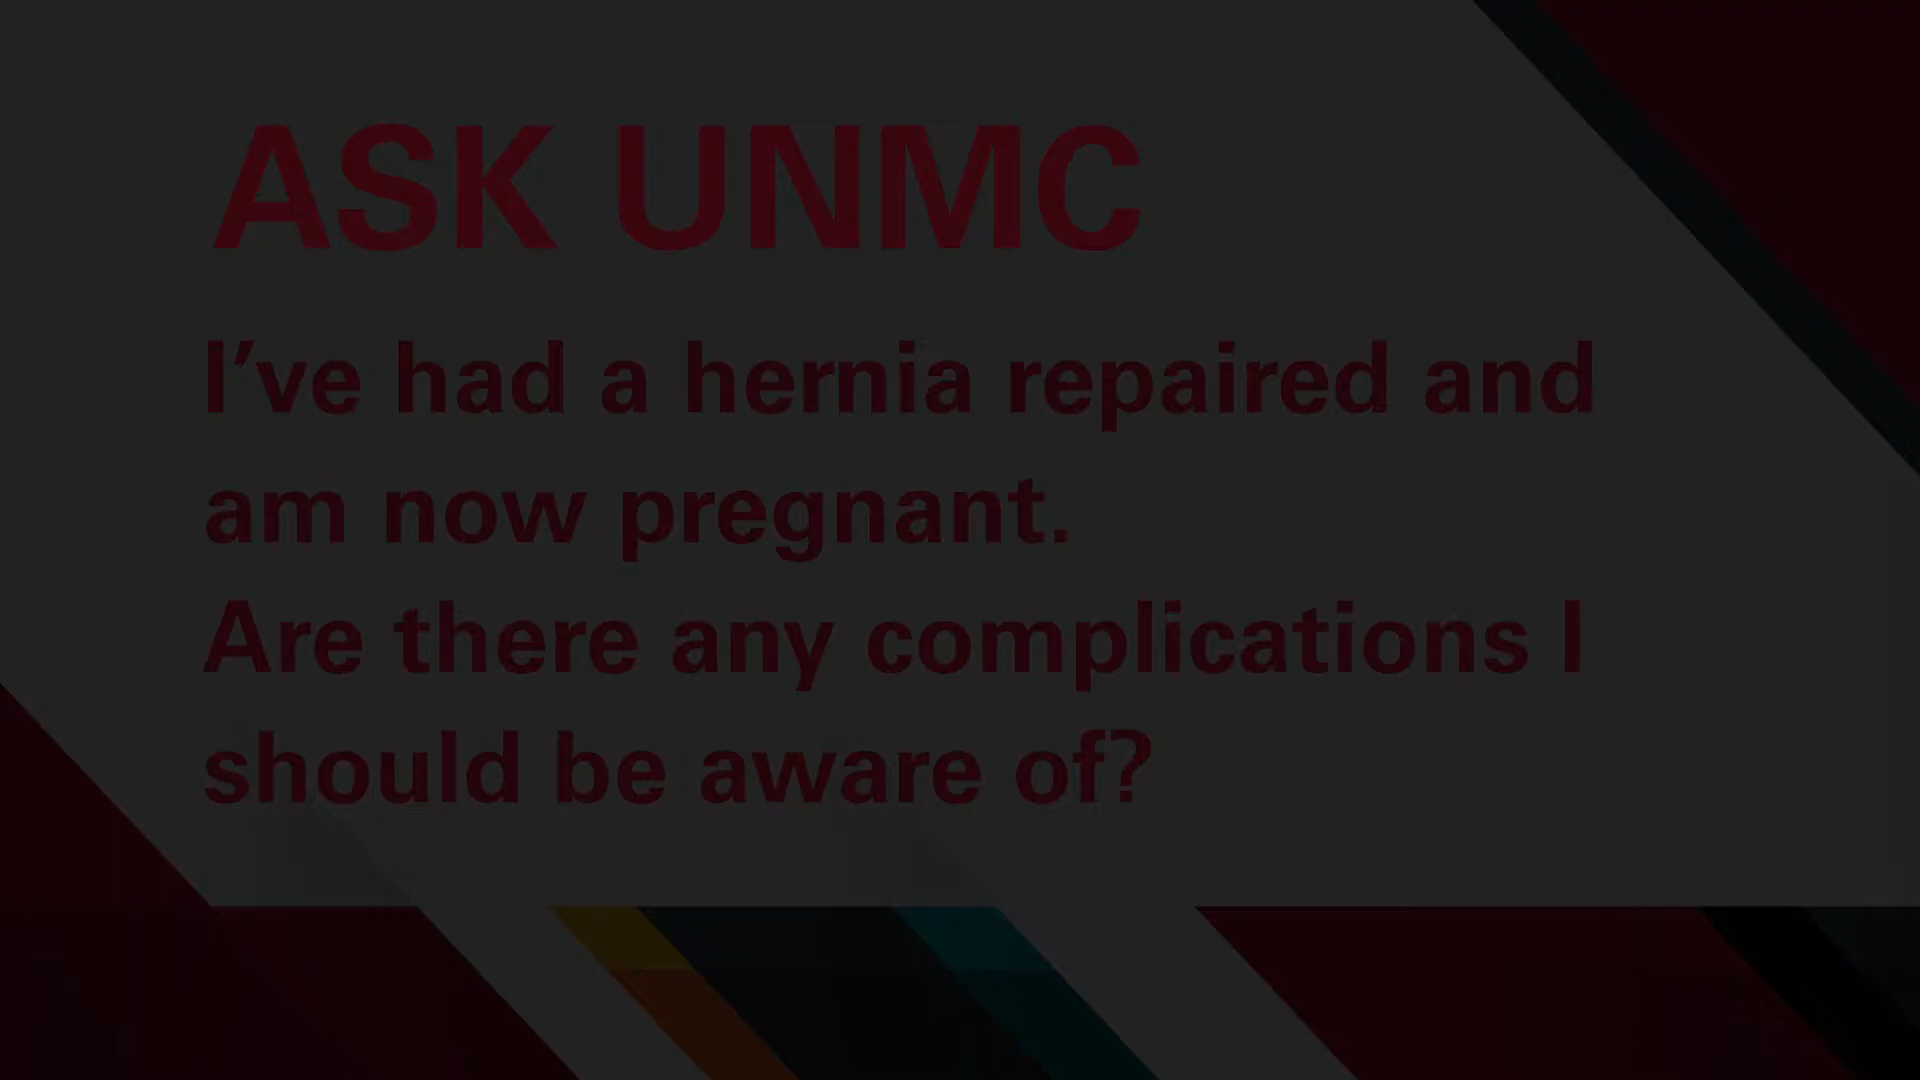 ASK UNMC
I’ve had a hernia repaired and
am now pregnant.
Are there any complications I
should be aware of?